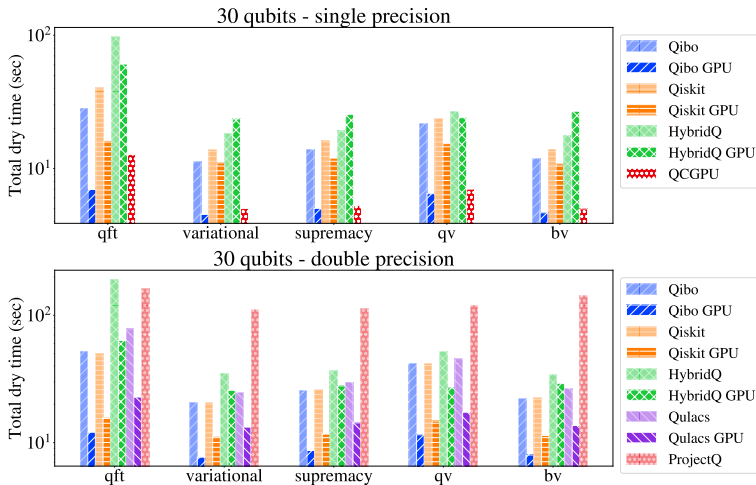 30 qubits - single precision
Total dry time (sec)
10²
10¹
qft variational supremacy qv bv
Qibo
Qibo GPU
Qiskit
Qiskit GPU
HybridQ
HybridQ GPU
QCGPU
30 qubits - double precision
Total dry time (sec)
10²
10¹
qft variational supremacy qv bv
Qibo
Qibo GPU
Qiskit
Qiskit GPU
HybridQ
HybridQ GPU
Qulacs
Qulacs GPU
ProjectQ